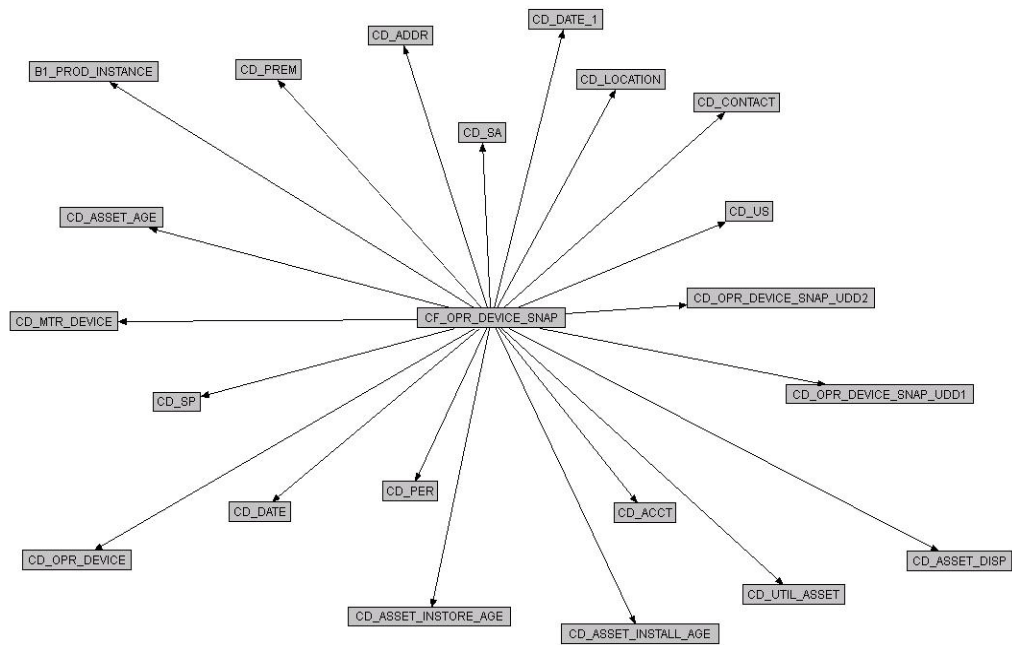 CD_DATE_1
CD_ADDR
B1_PROD_INSTANCE
CD_PREM
CD_LOCATION
CD_CONTACT
CD_SA
CD_ASSET_AGE
CD_US
CD_OPR_DEVICE_SNAP_UDD2
CD_MTR_DEVICE
CF_OPR_DEVICE_SNAP
CD_SP
CD_OPR_DEVICE_SNAP_UDD1
CD_PER
CD_DATE
CD_ACCT
CD_OPR_DEVICE
CD_ASSET_DISP
CD_UTIL_ASSET
CD_ASSET_INSTORE_AGE
CD_ASSET_INSTALL_AGE